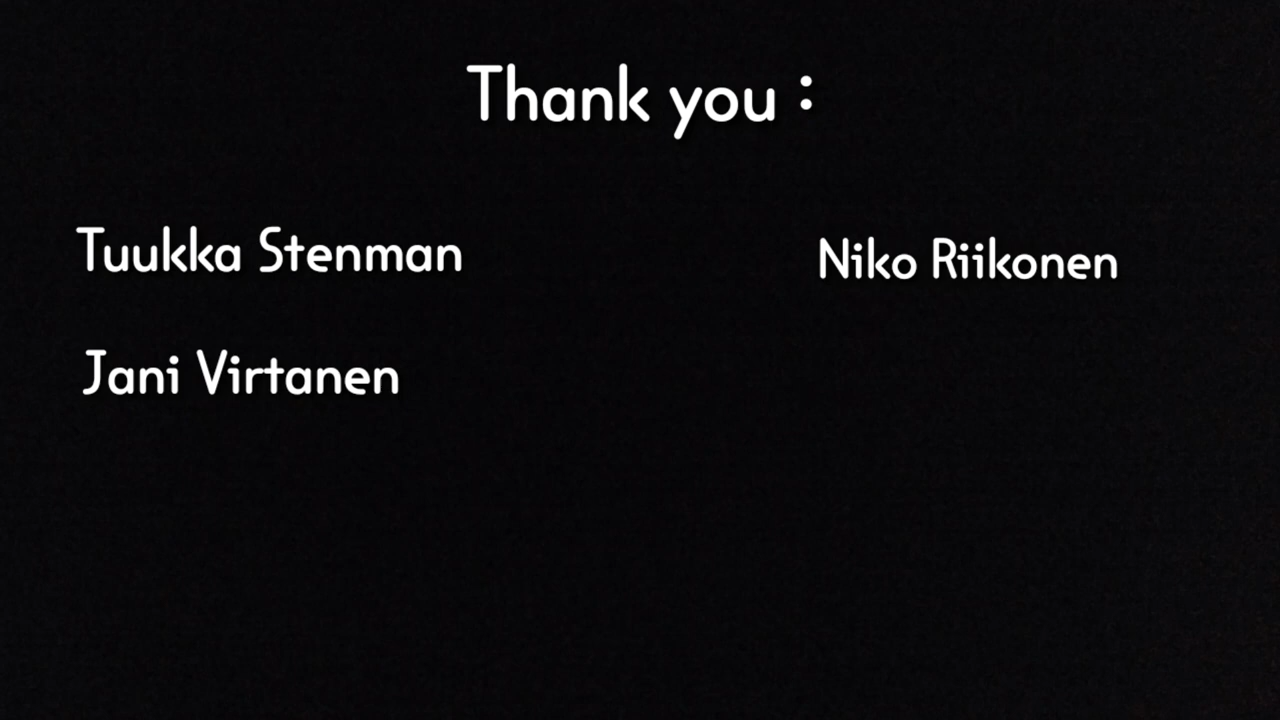 Thank you :
Tuukka Stenman
Niko Riikonen
Jani Virtanen